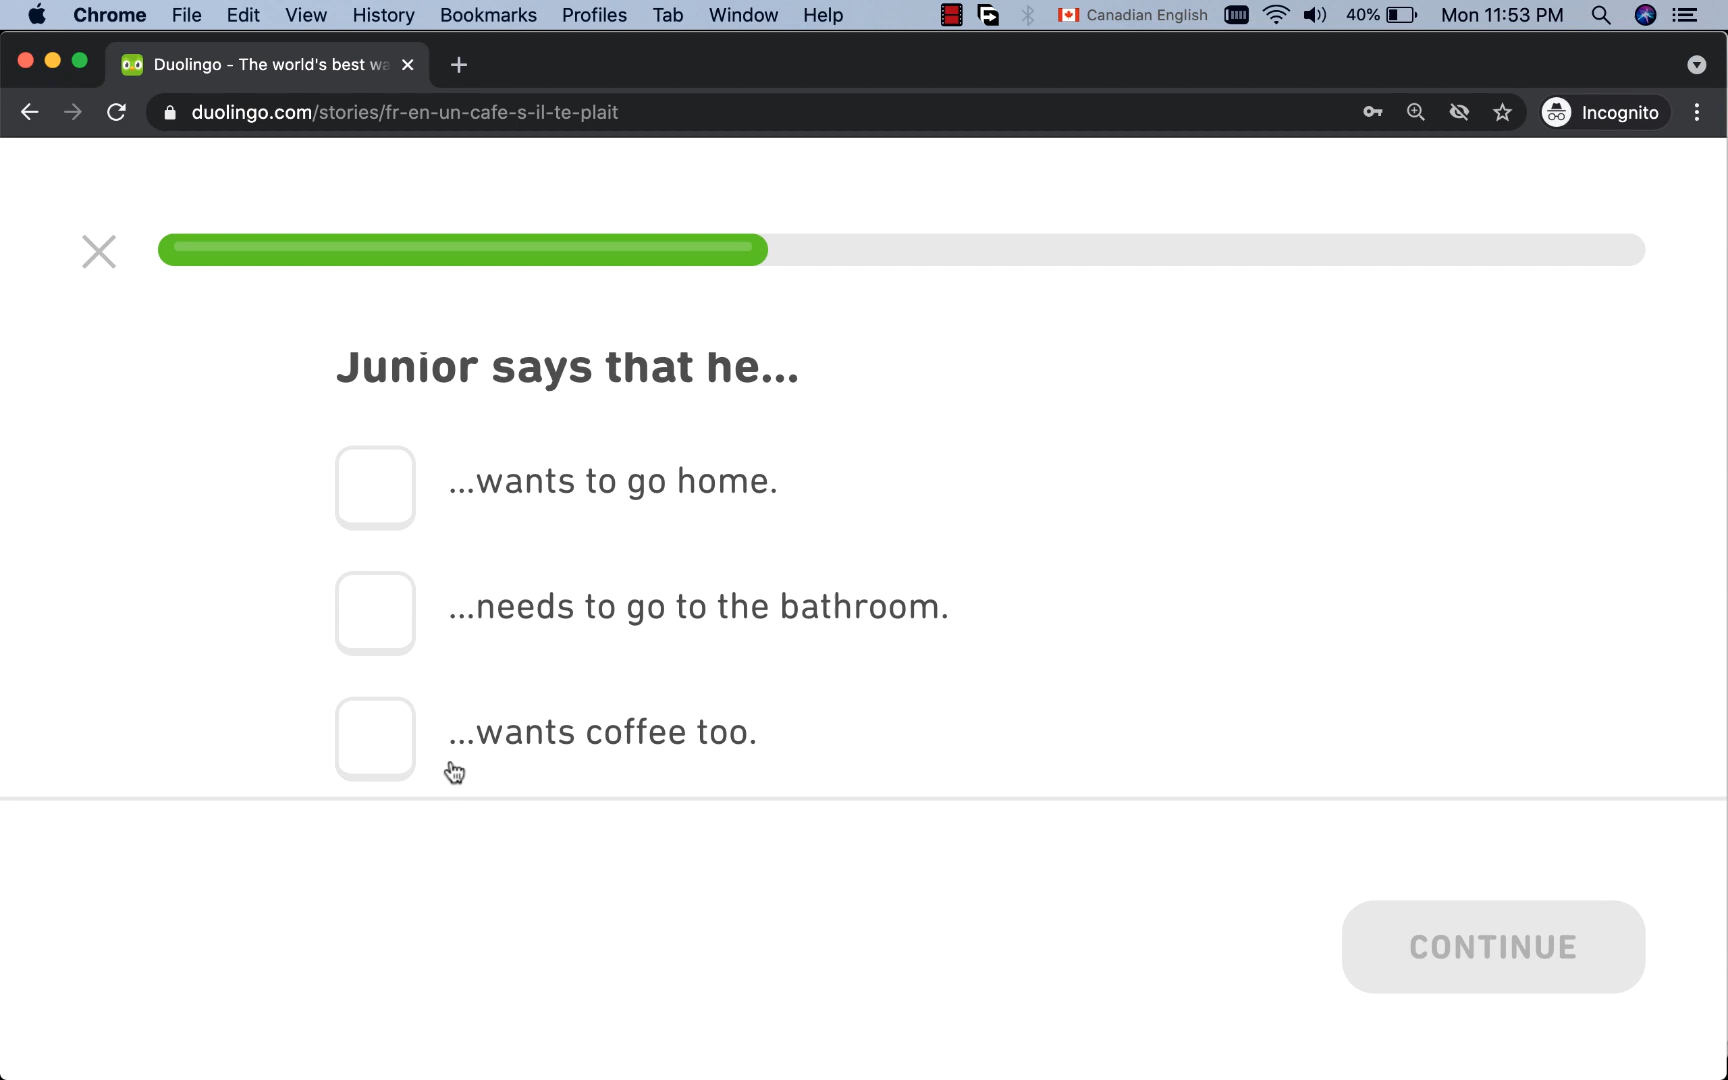 Chrome File Edit View History Bookmarks Profiles Tab Window Help Canadian English 40% Mon 11:53 PM
Duolingo - The world's best wa
duolingo.com/stories/fr-en-un-cafe-s-il-te-plait Incognito
Junior says that he...
...wants to go home.
...needs to go to the bathroom.
...wants coffee too.
CONTINUE